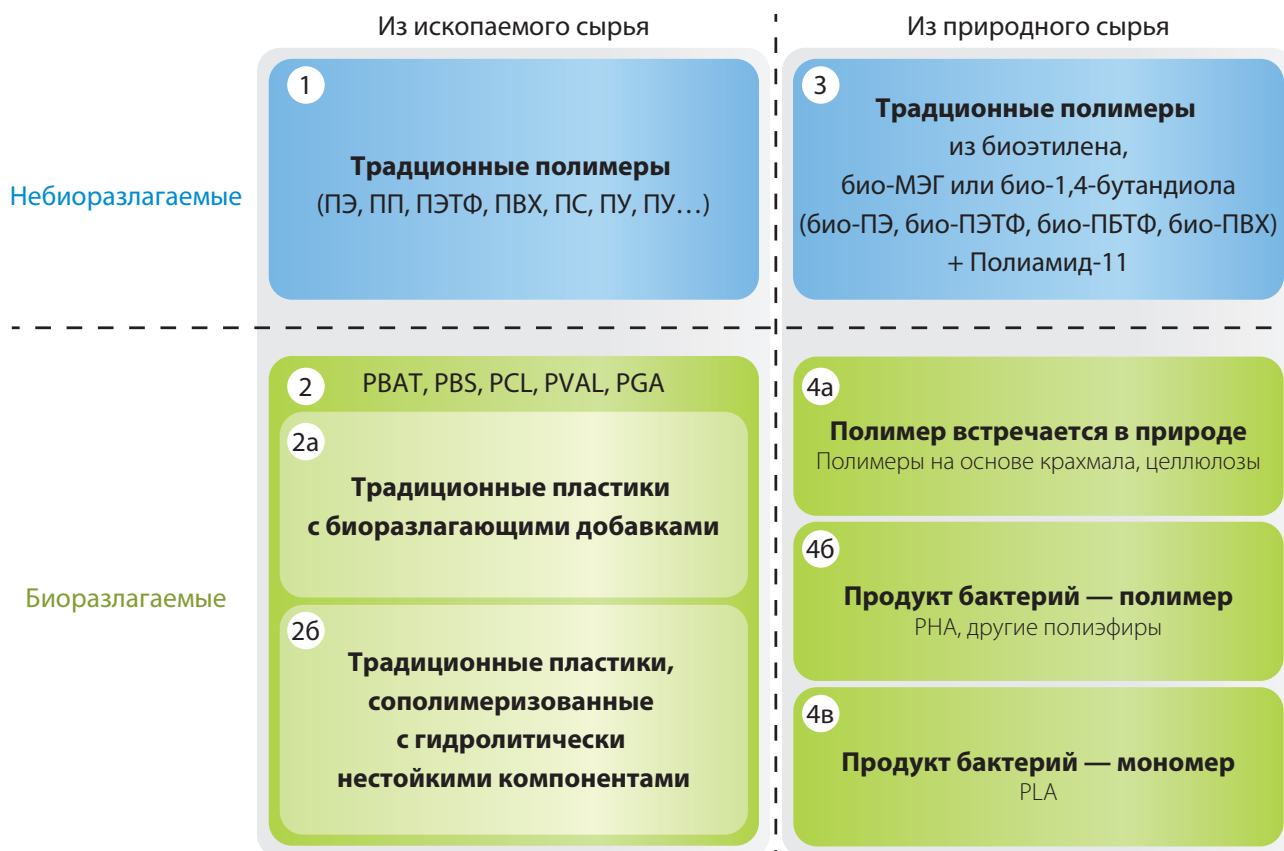 Из ископаемого сырья
Из природного сырья
Небиоразлагаемые
1
Традционные полимеры
(ПЭ, ПП, ПЭТФ, ПВХ, ПС, ПУ, ПУ…)
3
Традционные полимеры
из биоэтилена,
био-МЭГ или био-1,4-бутандиола
(био-ПЭ, био-ПЭТФ, био-ПБТФ, био-ПВХ)
+ Полиамид-11
Биоразлагаемые
2
PBAT, PBS, PCL, PVAL, PGA
2а
Традиционные пластики
с биоразлагающими добавками
2б
Традиционные пластики,
сополимеризованные
с гидролитически
нестойкими компонентами
4а
Полимер встречается в природе
Полимеры на основе крахмала, целлюлозы
4б
Продукт бактерий — полимер
PHA, другие полиэфиры
4в
Продукт бактерий — мономер
PLA